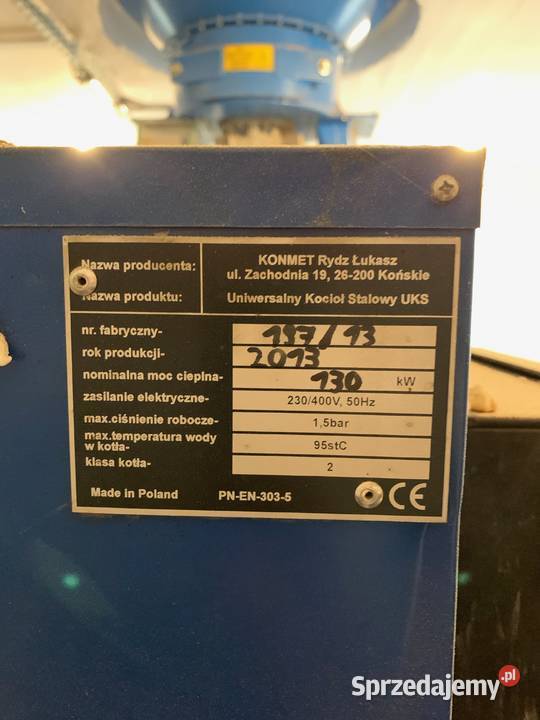 Nazwa producenta: KONMET Rydz Łukasz
ul. Zachodnia 19, 26-200 Końskie
Nazwa produktu: Uniwersalny Kocioł Stalowy UKS
nr. fabryczny- 197/13
rok produkcji- 2013
nominalna moc cieplna- 130 kW
zasilanie elektryczne- 230/400V, 50Hz
max.ciśnienie robocze- 1,5bar
max.temperatura wody
w kotła- 95stC
klasa kotła- 2
Made in Poland PN-EN-303-5 CE
Sprzedajemy.pl